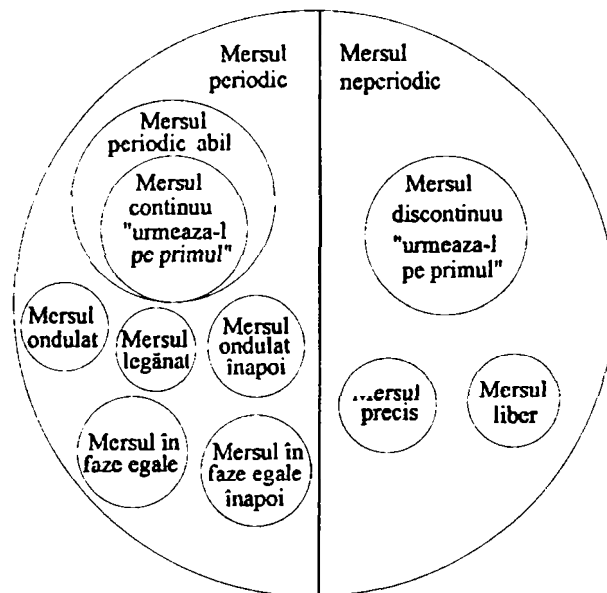 Mersul
periodic
Mersul
neperiodic
Mersul
periodic abil
Mersul
continuu
"urmeaza-l
pe primul"
Mersul
discontinuu
"urmeaza-l
pe primul"
Mersul
ondulat
Mersul
legănat
Mersul
ondulat
înapoi
Mersul
precis
Mersul
liber
Mersul în
faze egale
Mersul în
faze egale
înapoi